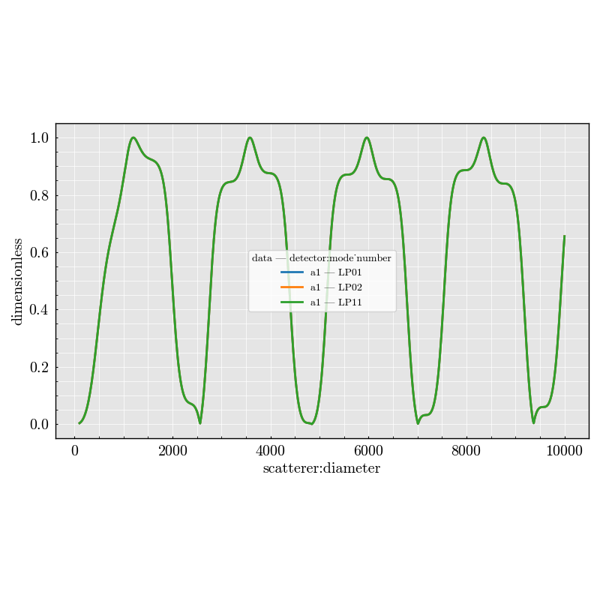 1.0
0.8
0.6
0.4
0.2
0.0
dimensionless
data — detector:mode˙number
a1 — LP01
a1 — LP02
a1 — LP11
0 2000 4000 6000 8000 10000
scatterer:diameter